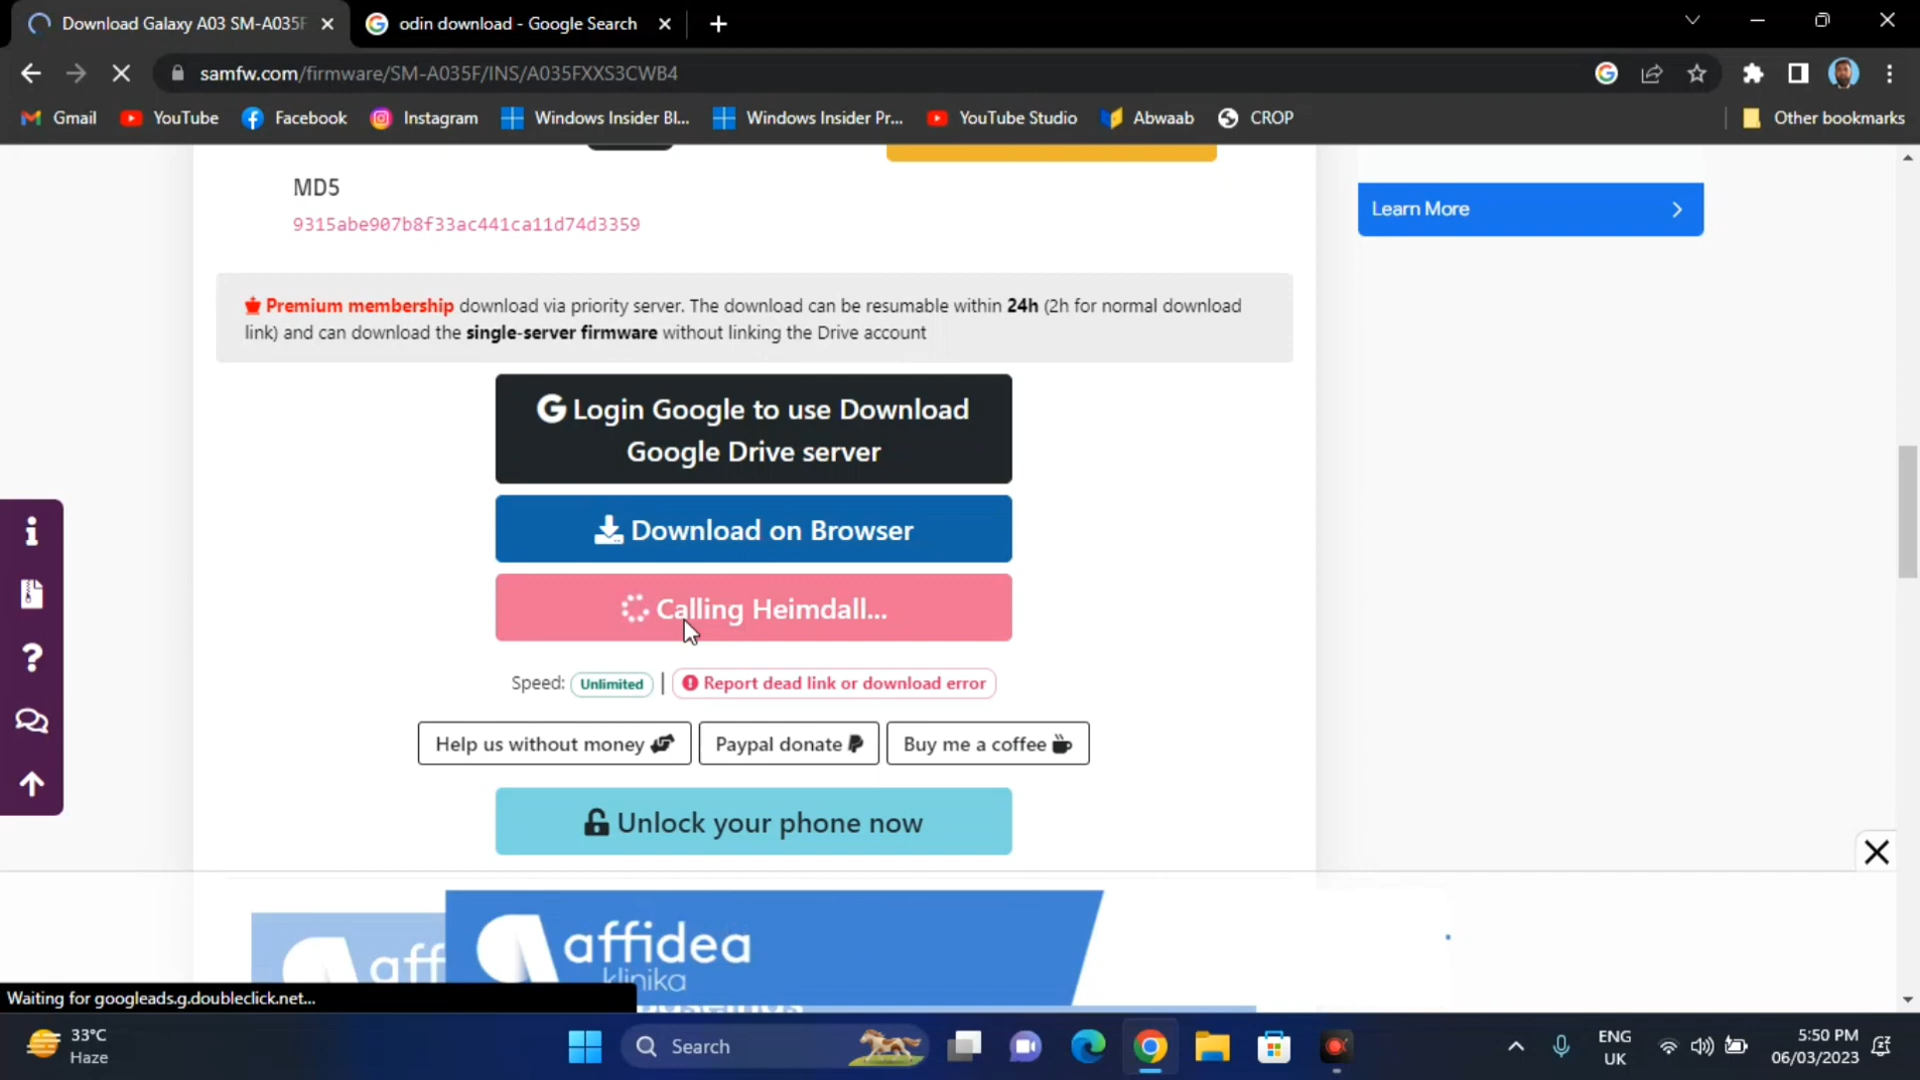 Download Galaxy A03 SM-A035F
odin download - Google Search
samfw.com/firmware/SM-A035F/INS/A035FXXS3CWB4
Gmail
YouTube
Facebook
Instagram
Windows Insider Bl...
Windows Insider Pr...
YouTube Studio
Abwaab
CROP
Other bookmarks
MD5
9315abe907b8f33ac441ca11d74d3359
Learn More
Premium membership download via priority server. The download can be resumable within 24h (2h for normal download
link) and can download the single-server firmware without linking the Drive account
G Login Google to use Download
Google Drive server
Download on Browser
Calling Heimdall...
Speed: Unlimited | Report dead link or download error
Help us without money
Paypal donate
Buy me a coffee
Unlock your phone now
affidea
klinika
aff
Waiting for googleads.g.doubleclick.net...
33°C
Haze
Search
ENG
UK
5:50 PM
06/03/2023